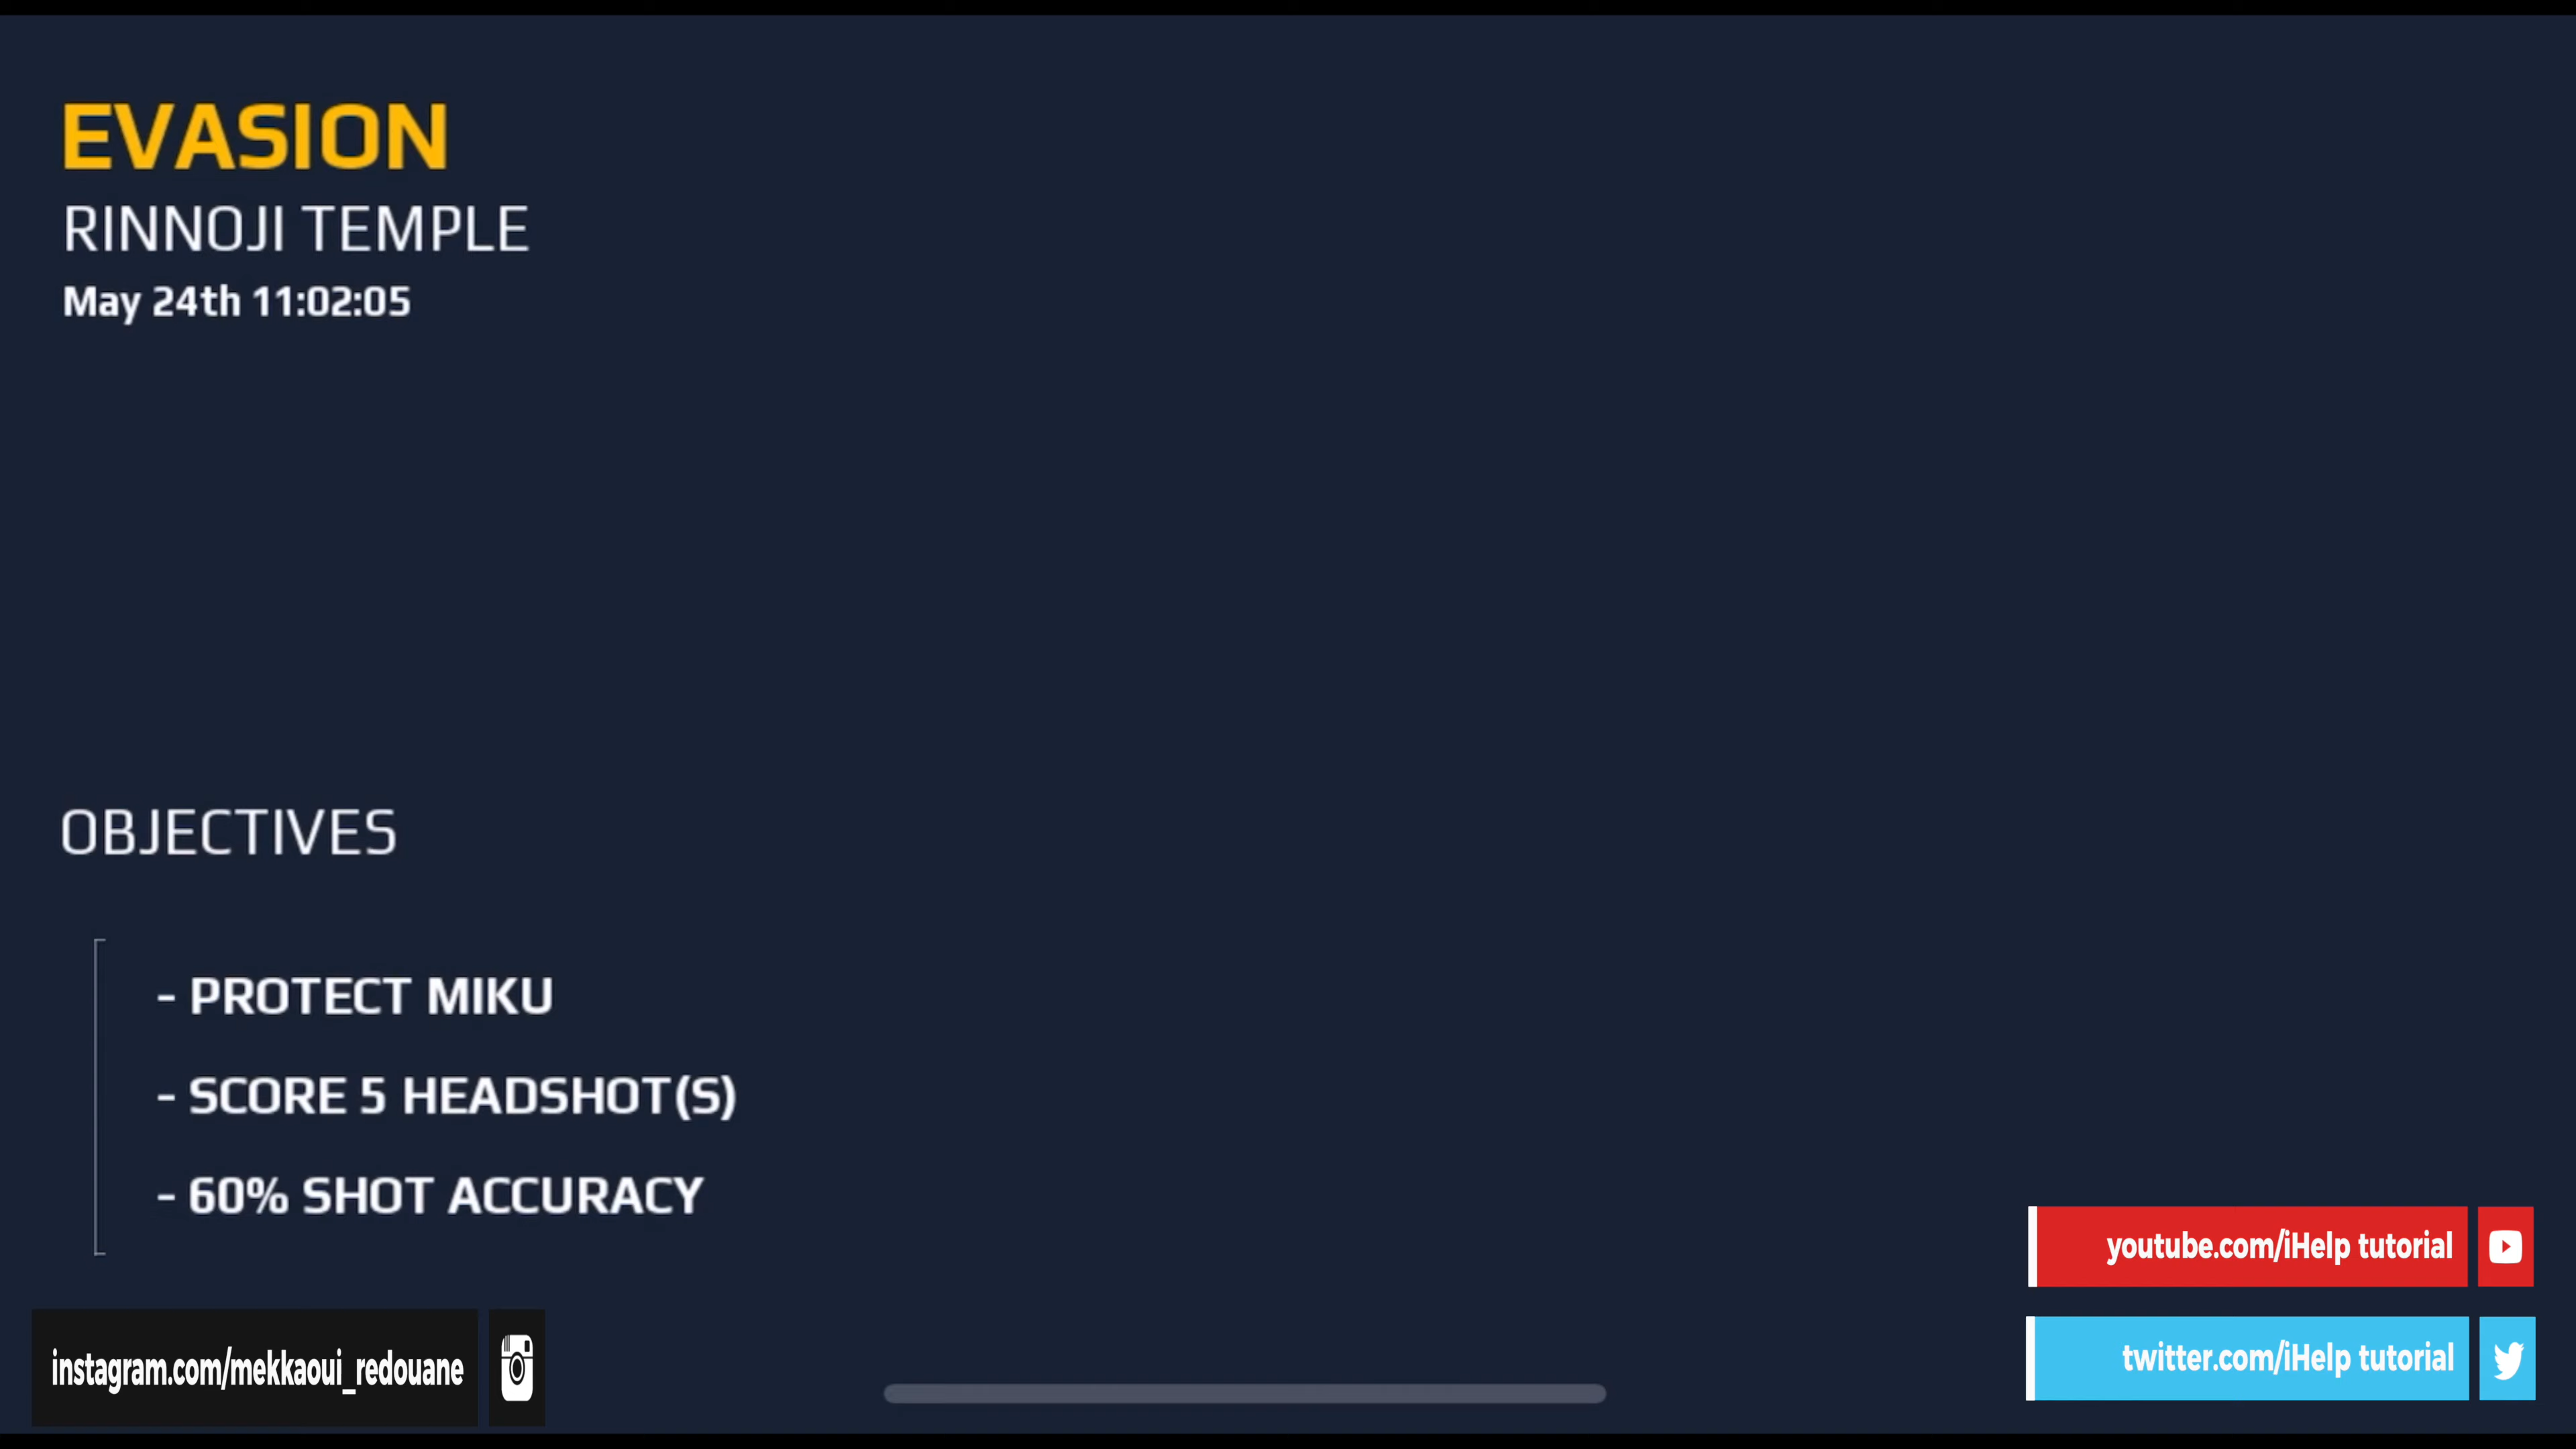 EVASION
RINNOJI TEMPLE
May 24th 11:02:05
OBJECTIVES
- PROTECT MIKU
- SCORE 5 HEADSHOT(S)
- 60% SHOT ACCURACY
youtube.com/iHelp tutorial
twitter.com/iHelp tutorial
instagram.com/mekkaoui_redouane